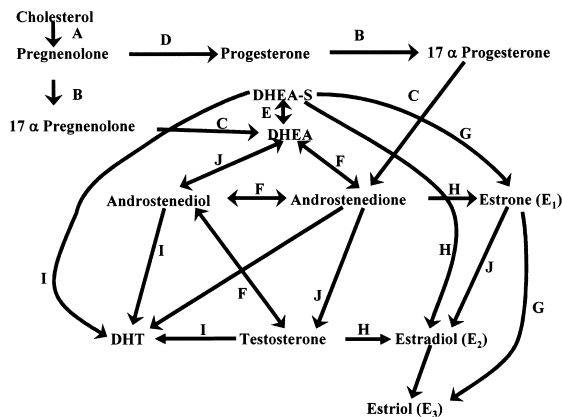 Cholesterol
A
Pregnenolone D Progesterone B 17 α Progesterone
B C
DHEA-S
E G
17 α Pregnenolone C DHEA
J F
Androstenediol F Androstenedione H Estrone (E₁)
I I F J H J
G
DHT I Testosterone H Estradiol (E₂)
Estriol (E₃)